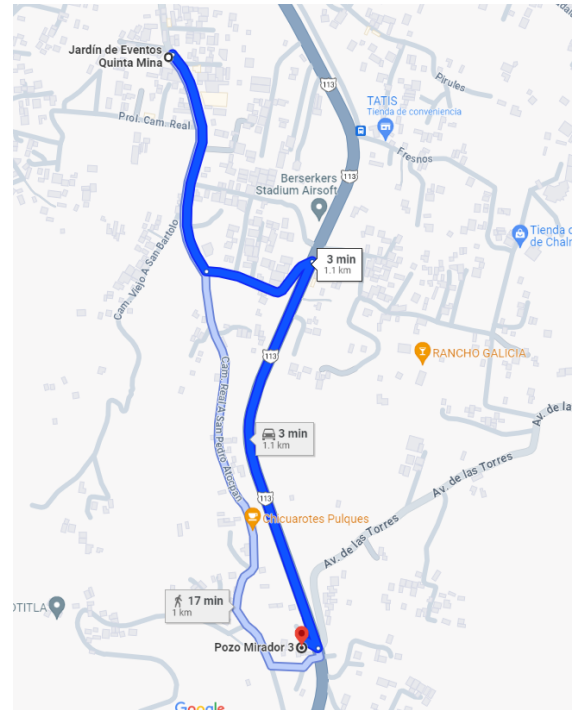 Jardín de Eventos
Quinta Mina
113
Pirules
TATIS
Tienda de conveniencia
Prol. Cam. Real
Fresnos
113
Berserkers
Stadium Airsoft
Tienda d
de Chalm
3 min
1.1 km
Cam. Viejo A San Bartolo
113
RANCHO GALICIA
Cam. Real A San Pedro Atocpan
Av. de las
3 min
1.1 km
Av. de las Torres
113
Chicuarotes Pulques
Av. de las Torres
17 min
1 km
OTITLA
Pozo Mirador 3
Google